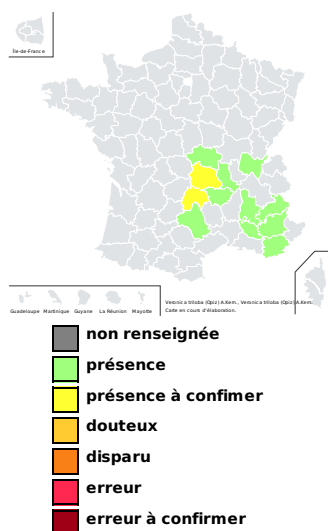 Île-de-France
Guadeloupe Martinique Guyane La Réunion Mayotte
Veronica triloba (Opiz) A.Kern., Veronica triloba (Opiz) A.Kern.
Carte en cours d'élaboration.
non renseignée
présence
présence à confimer
douteux
disparu
erreur
erreur à confirmer